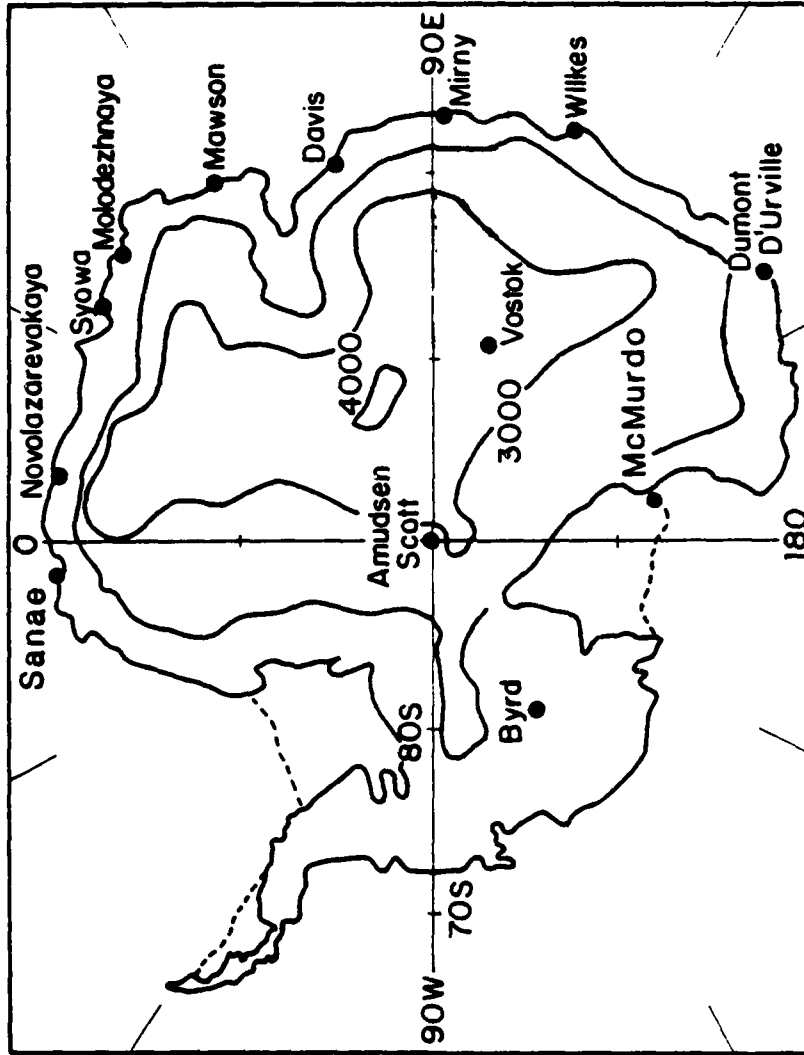 0
Sanae
Novolazarevakaya
Syowa
Molodezhnaya
Mawson
Davis
90E
Mirny
Wilkes
4000
Amudsen
Scott
Vostok
3000
80S
70S
90W
Byrd
McMurdo
Dumont
D'Urville
180